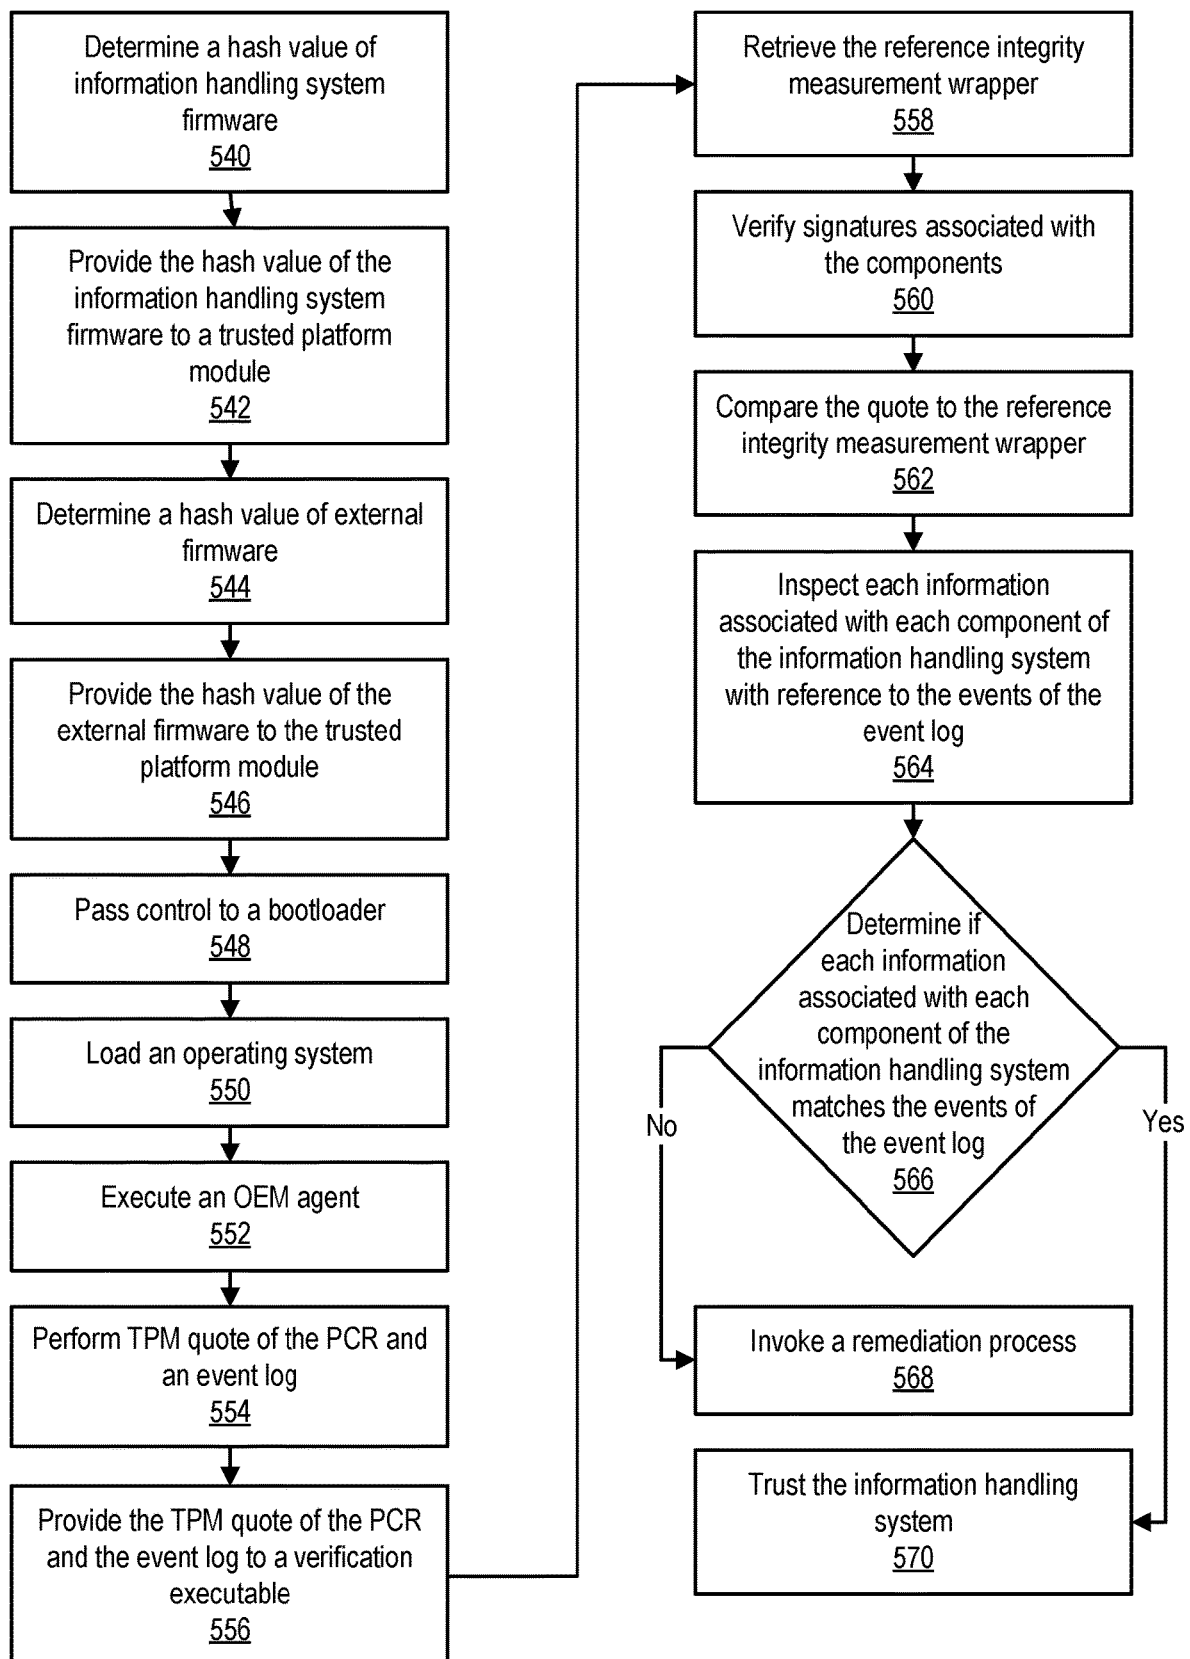 Determine a hash value of
information handling system
firmware
540
Provide the hash value of the
information handling system
firmware to a trusted platform
module
542
Determine a hash value of external
firmware
544
Provide the hash value of the
external firmware to the trusted
platform module
546
Pass control to a bootloader
548
Load an operating system
550
Execute an OEM agent
552
Perform TPM quote of the PCR and
an event log
554
Provide the TPM quote of the PCR
and the event log to a verification
executable
556
Retrieve the reference integrity
measurement wrapper
558
Verify signatures associated with
the components
560
Compare the quote to the reference
integrity measurement wrapper
562
Inspect each information
associated with each component of
the information handling system
with reference to the events of the
event log
564
Determine if
each information
associated with each
component of the
information handling system
matches the events of
the event log
566
No
Yes
Invoke a remediation process
568
Trust the information handling
system
570